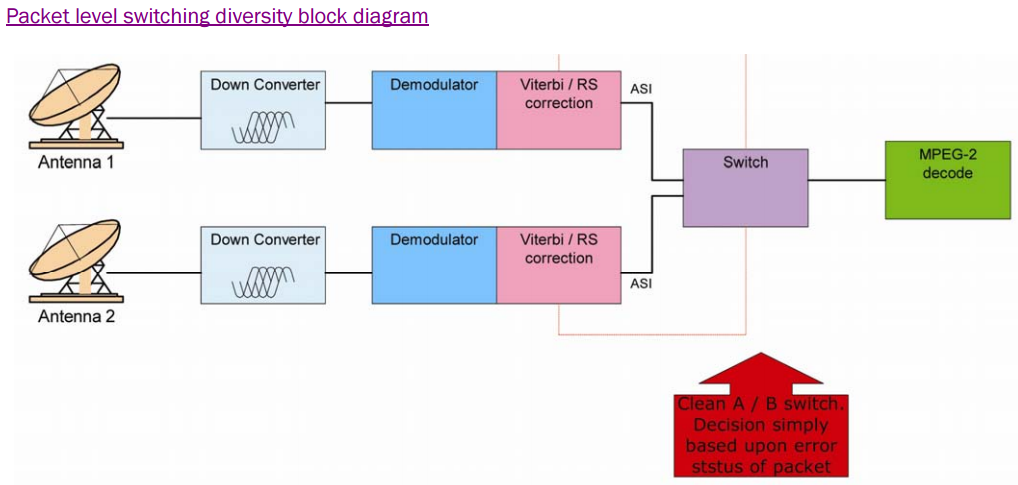 Packet level switching diversity block diagram
Down Converter
Demodulator
Viterbi / RS
correction
ASI
Antenna 1
Switch
MPEG-2
decode
Down Converter
Demodulator
Viterbi / RS
correction
ASI
Antenna 2
Clean A / B switch.
Decision simply
based upon error
ststus of packet